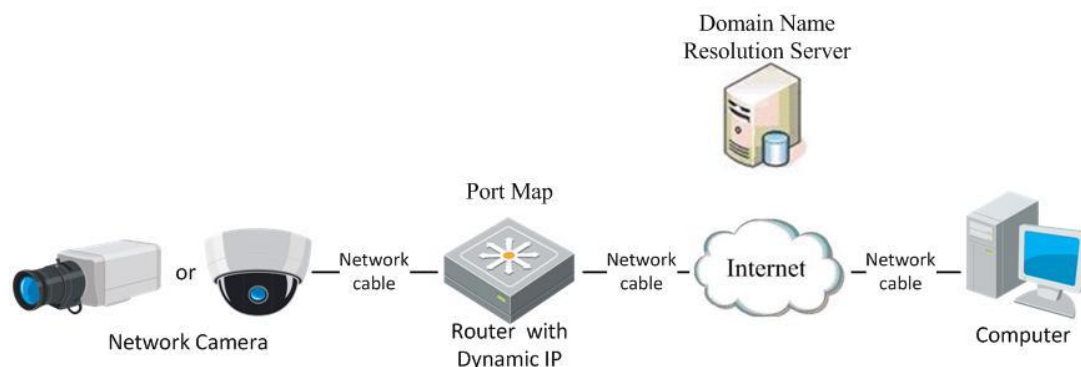 Domain Name
Resolution Server
Port Map
or
Network
cable
Network
cable
Internet
Network
cable
Network Camera
Router with
Dynamic IP
Computer